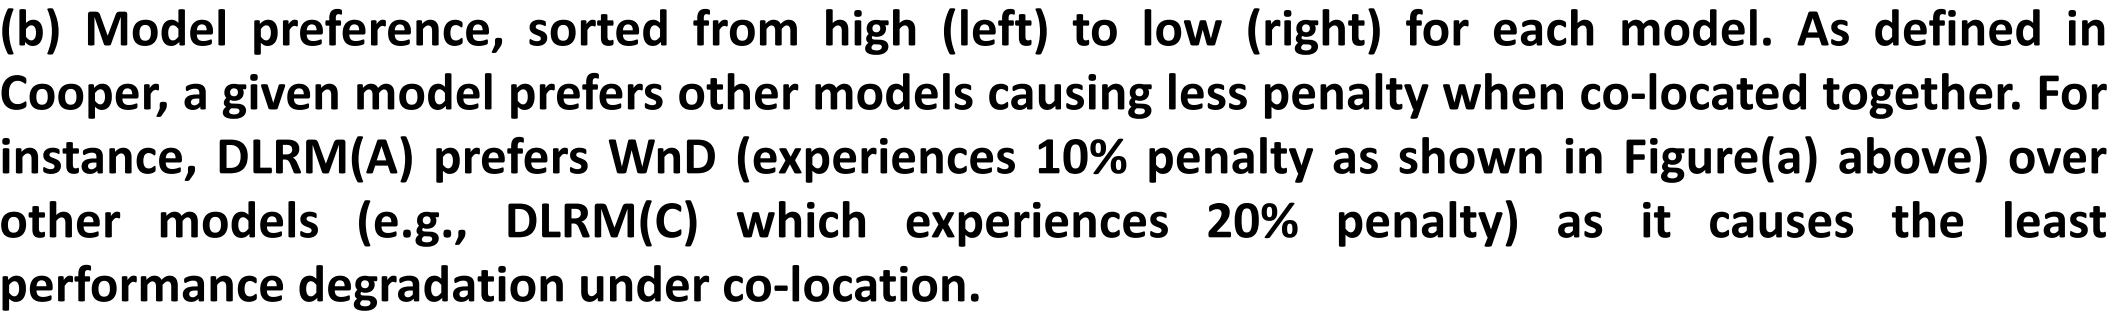 (b) Model preference, sorted from high (left) to low (right) for each model. As defined in
Cooper, a given model prefers other models causing less penalty when co-located together. For
instance, DLRM(A) prefers WnD (experiences 10% penalty as shown in Figure(a) above) over
other models (e.g., DLRM(C) which experiences 20% penalty) as it causes the least
performance degradation under co-location.